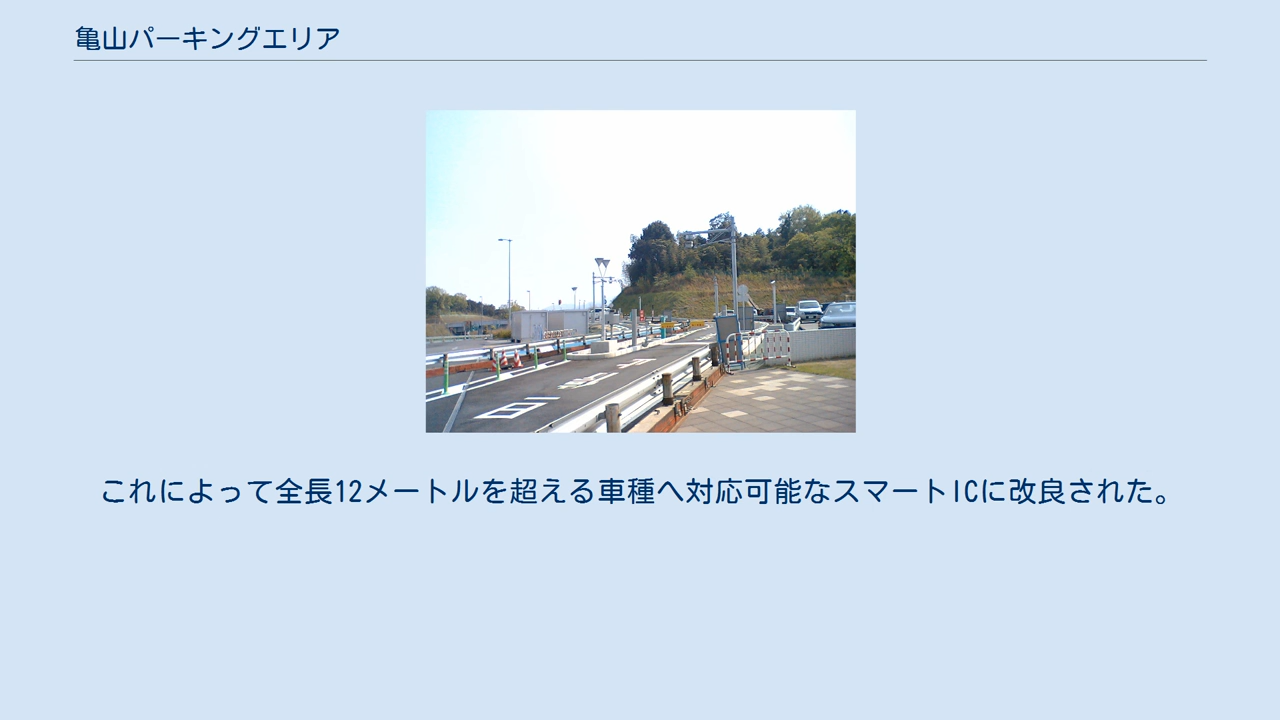 亀山パーキングエリア
これによって全長12メートルを超える車種へ対応可能なスマートICに改良された。